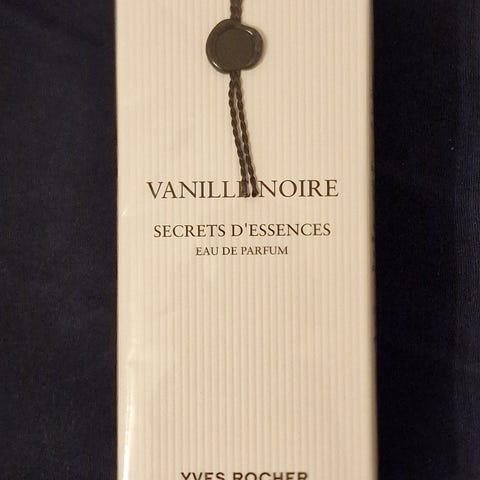 VANILLE NOIRE
SECRETS D'ESSENCES
EAU DE PARFUM
YVES ROCHER